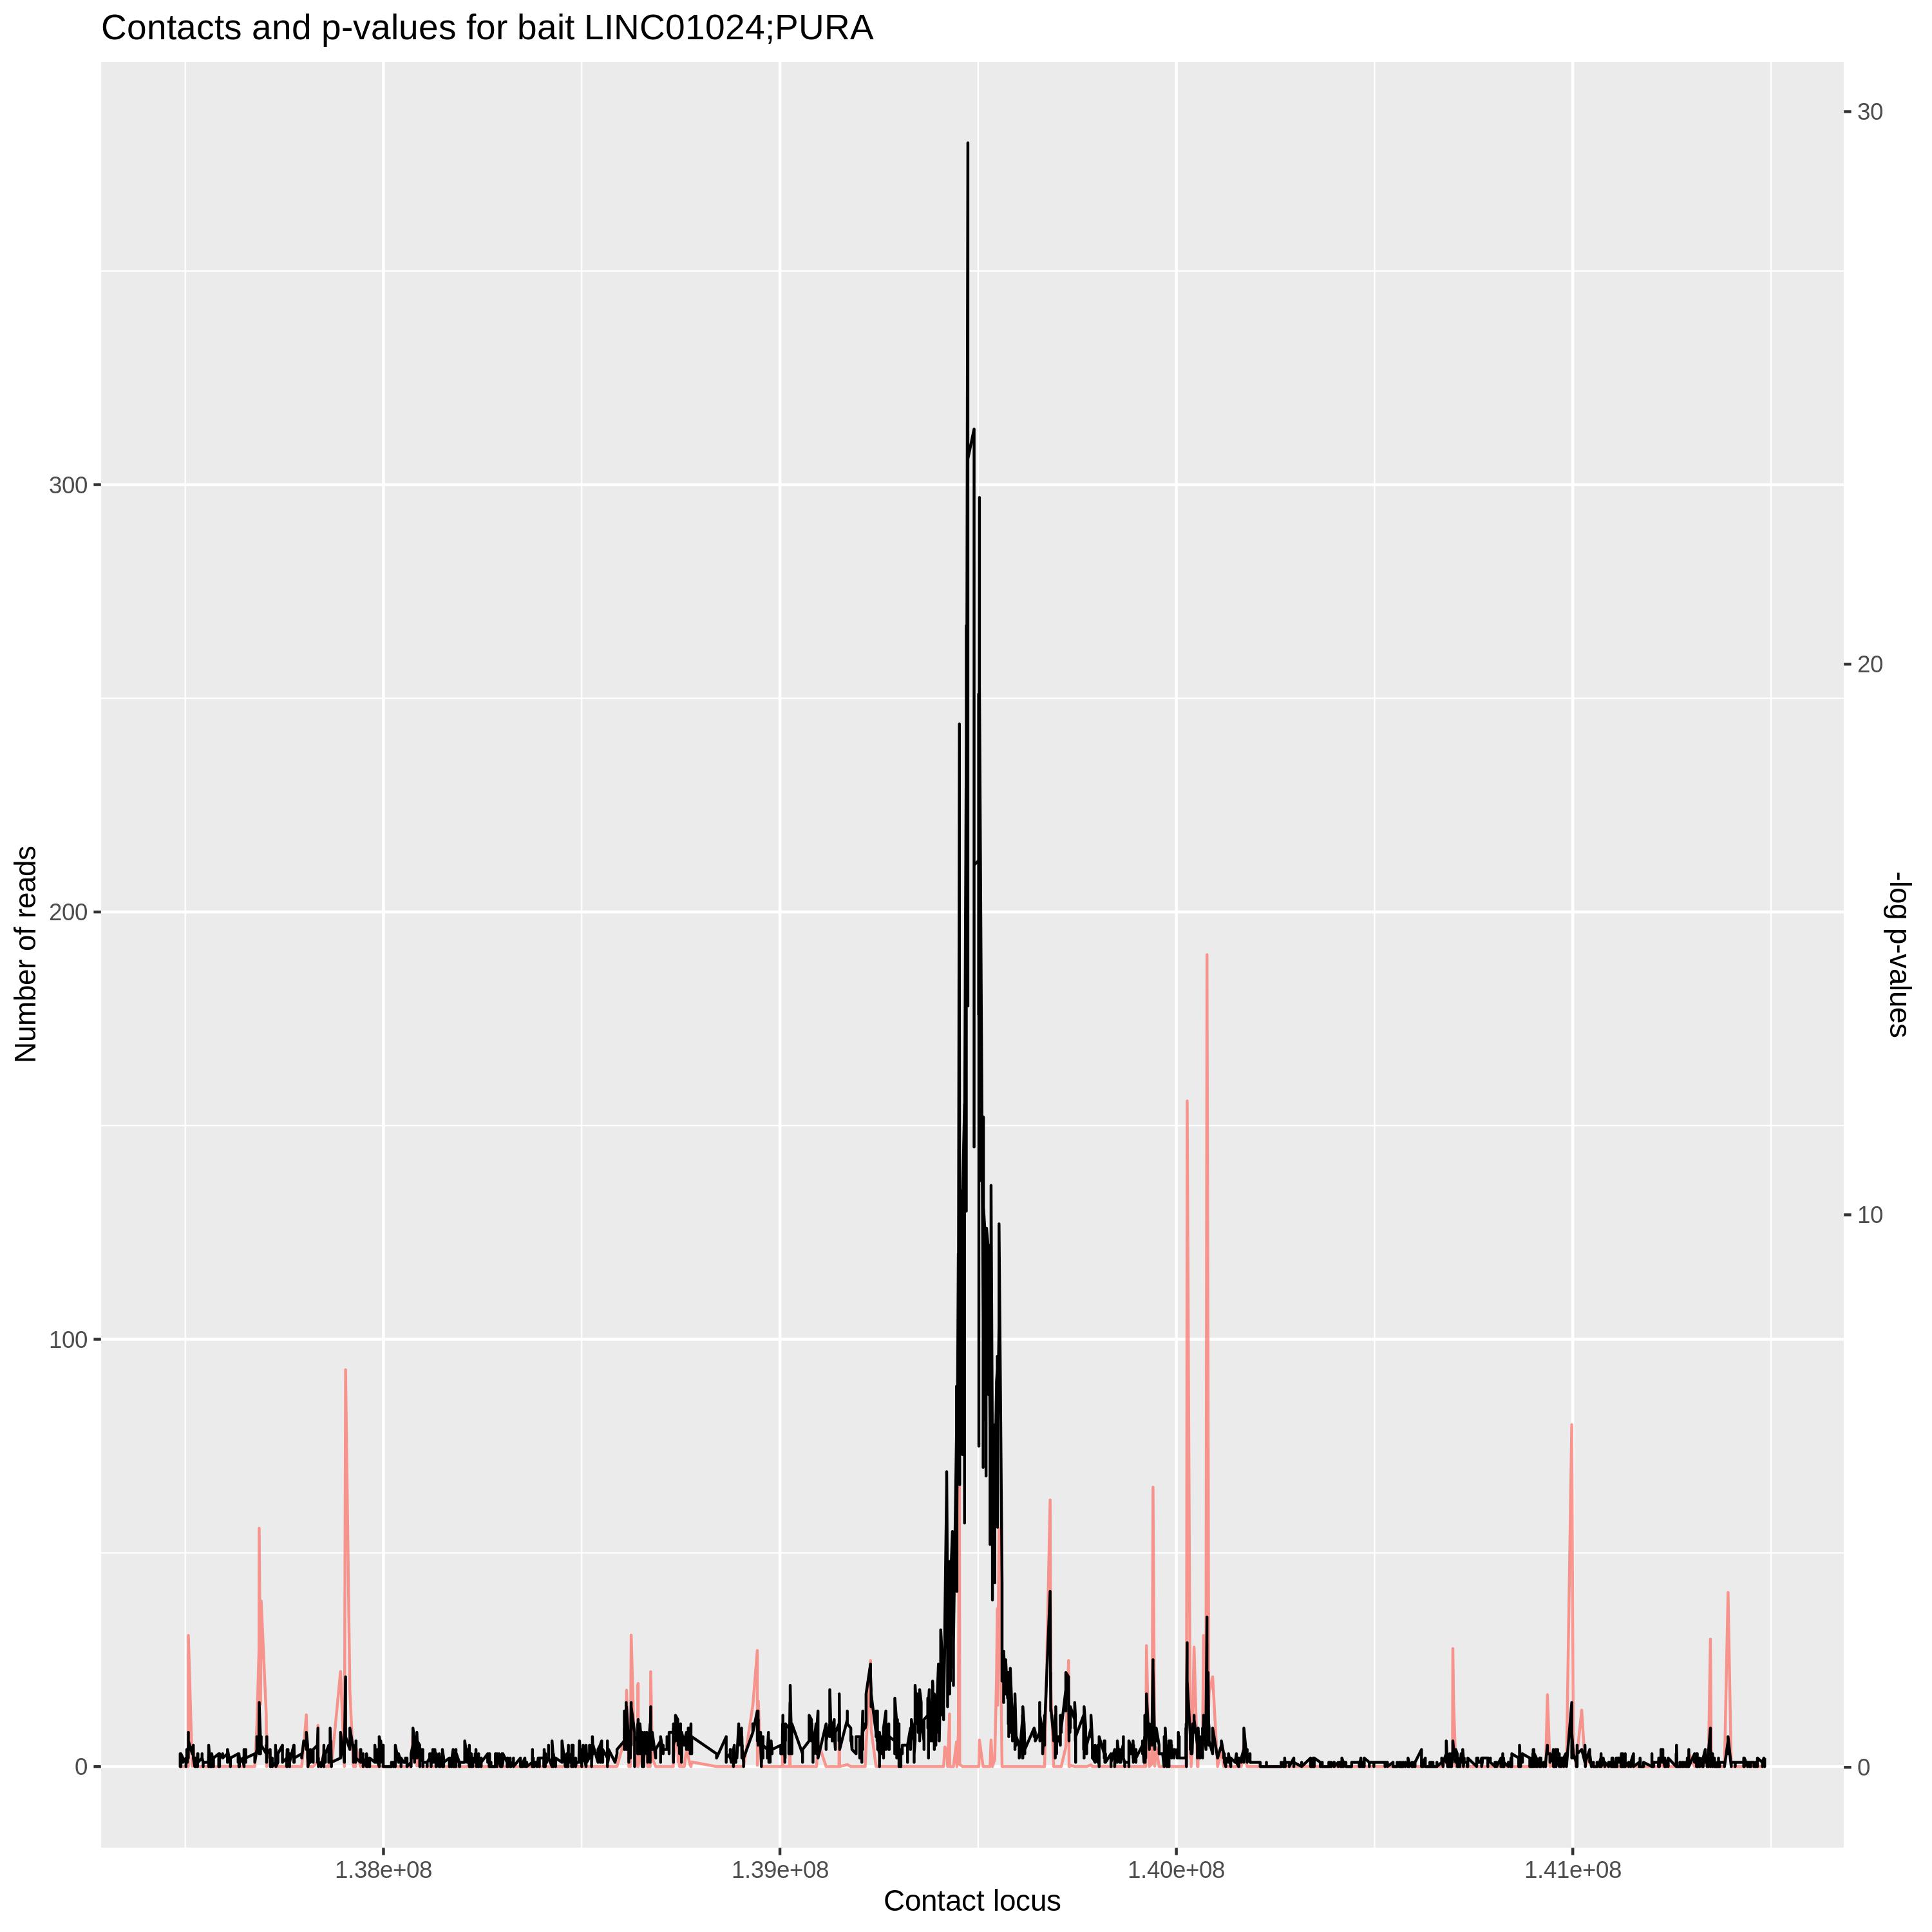 Contacts and p-values for bait LINC01024;PURA
30
300
20
200
Number of reads
-log p-values
10
100
0
0
1.38e+08
1.39e+08
1.40e+08
1.41e+08
Contact locus